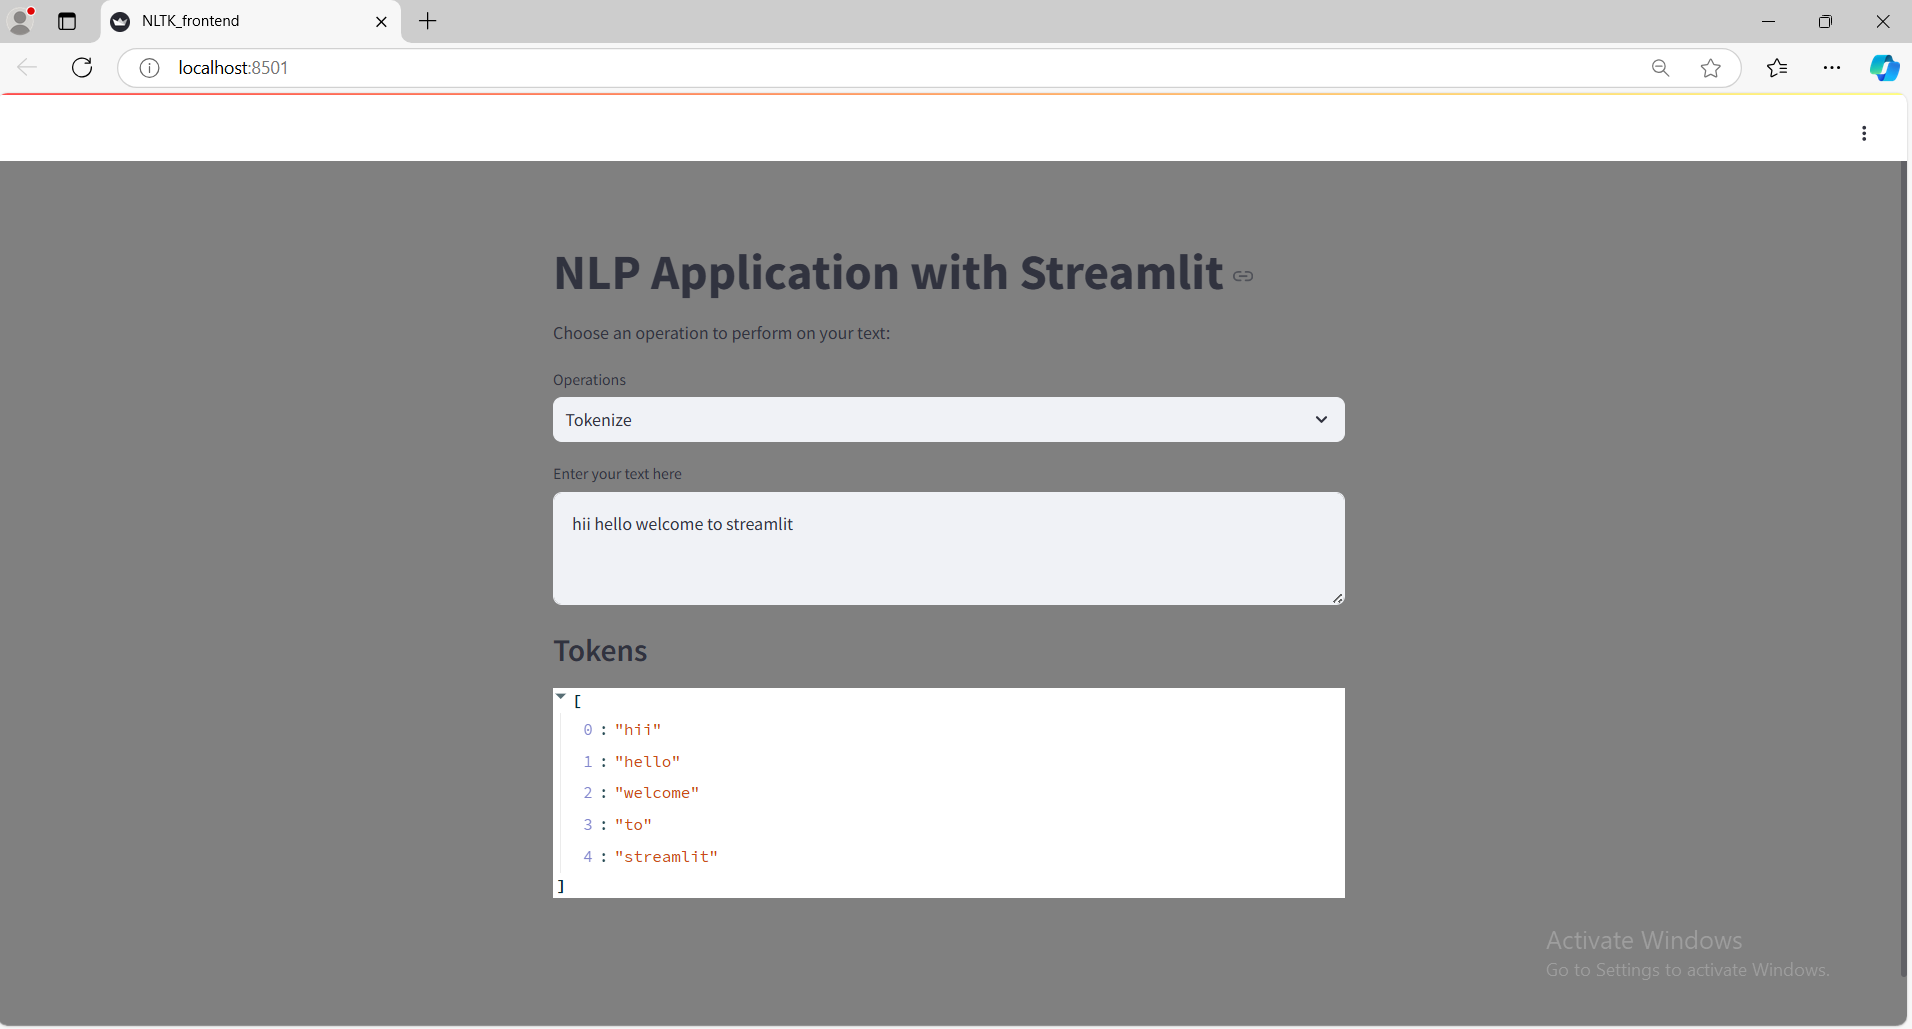 NLTK_frontend
localhost:8501
NLP Application with Streamlit
Choose an operation to perform on your text:
Operations
Tokenize
Enter your text here
hii hello welcome to streamlit
Tokens
[
0 : "hii"
1 : "hello"
2 : "welcome"
3 : "to"
4 : "streamlit"
]
Activate Windows
Go to Settings to activate Windows.